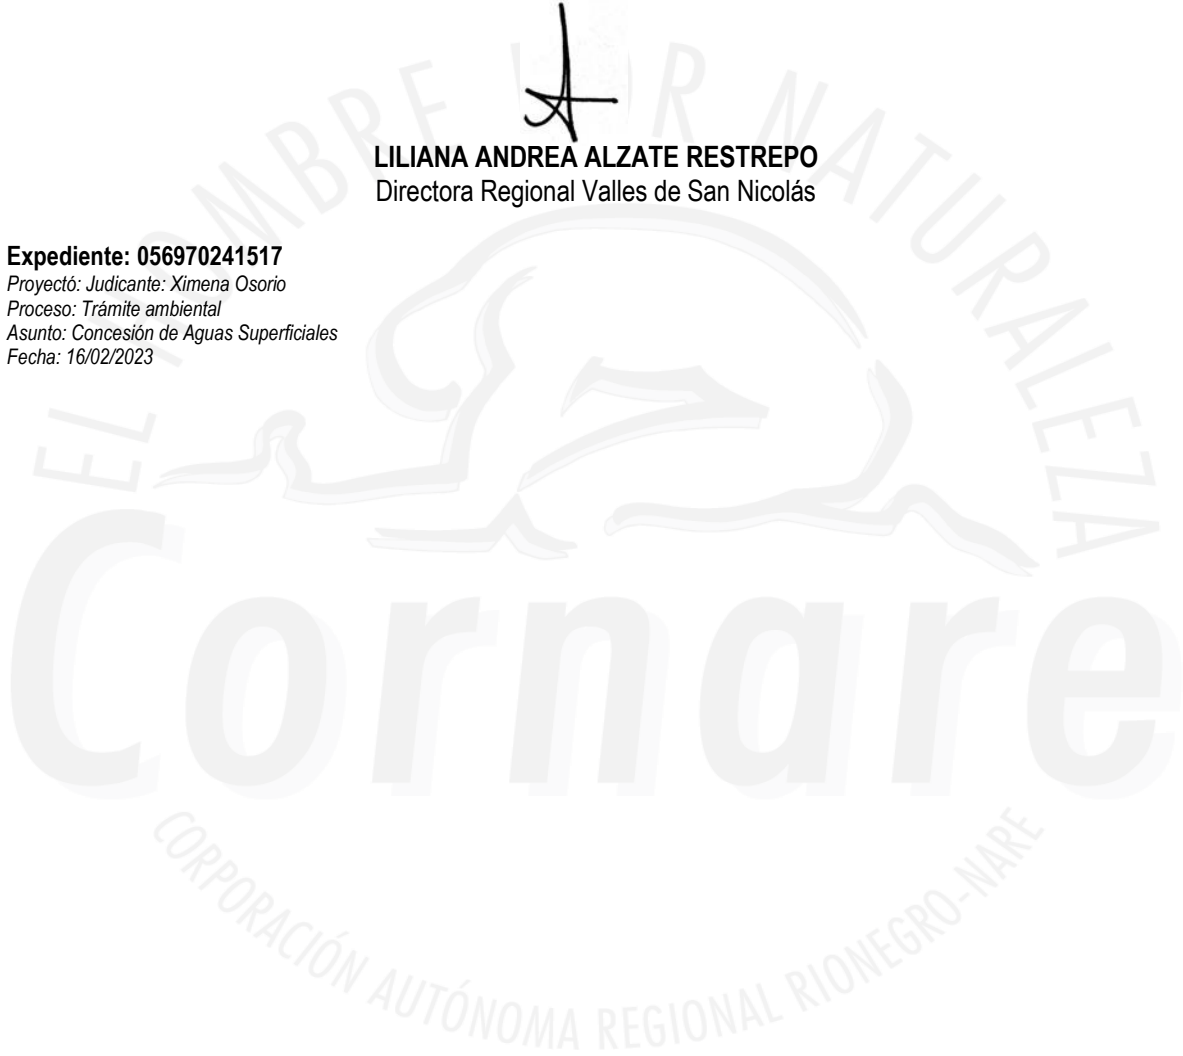 LILIANA ANDREA ALZATE RESTREPO
Directora Regional Valles de San Nicolás
Expediente: 056970241517
Proyectó: Judicante: Ximena Osorio
Proceso: Trámite ambiental
Asunto: Concesión de Aguas Superficiales
Fecha: 16/02/2023
EL HOMBRE POR NATURALEZA
Cornare
CORPORACIÓN AUTÓNOMA REGIONAL RIONEGRO-NARE